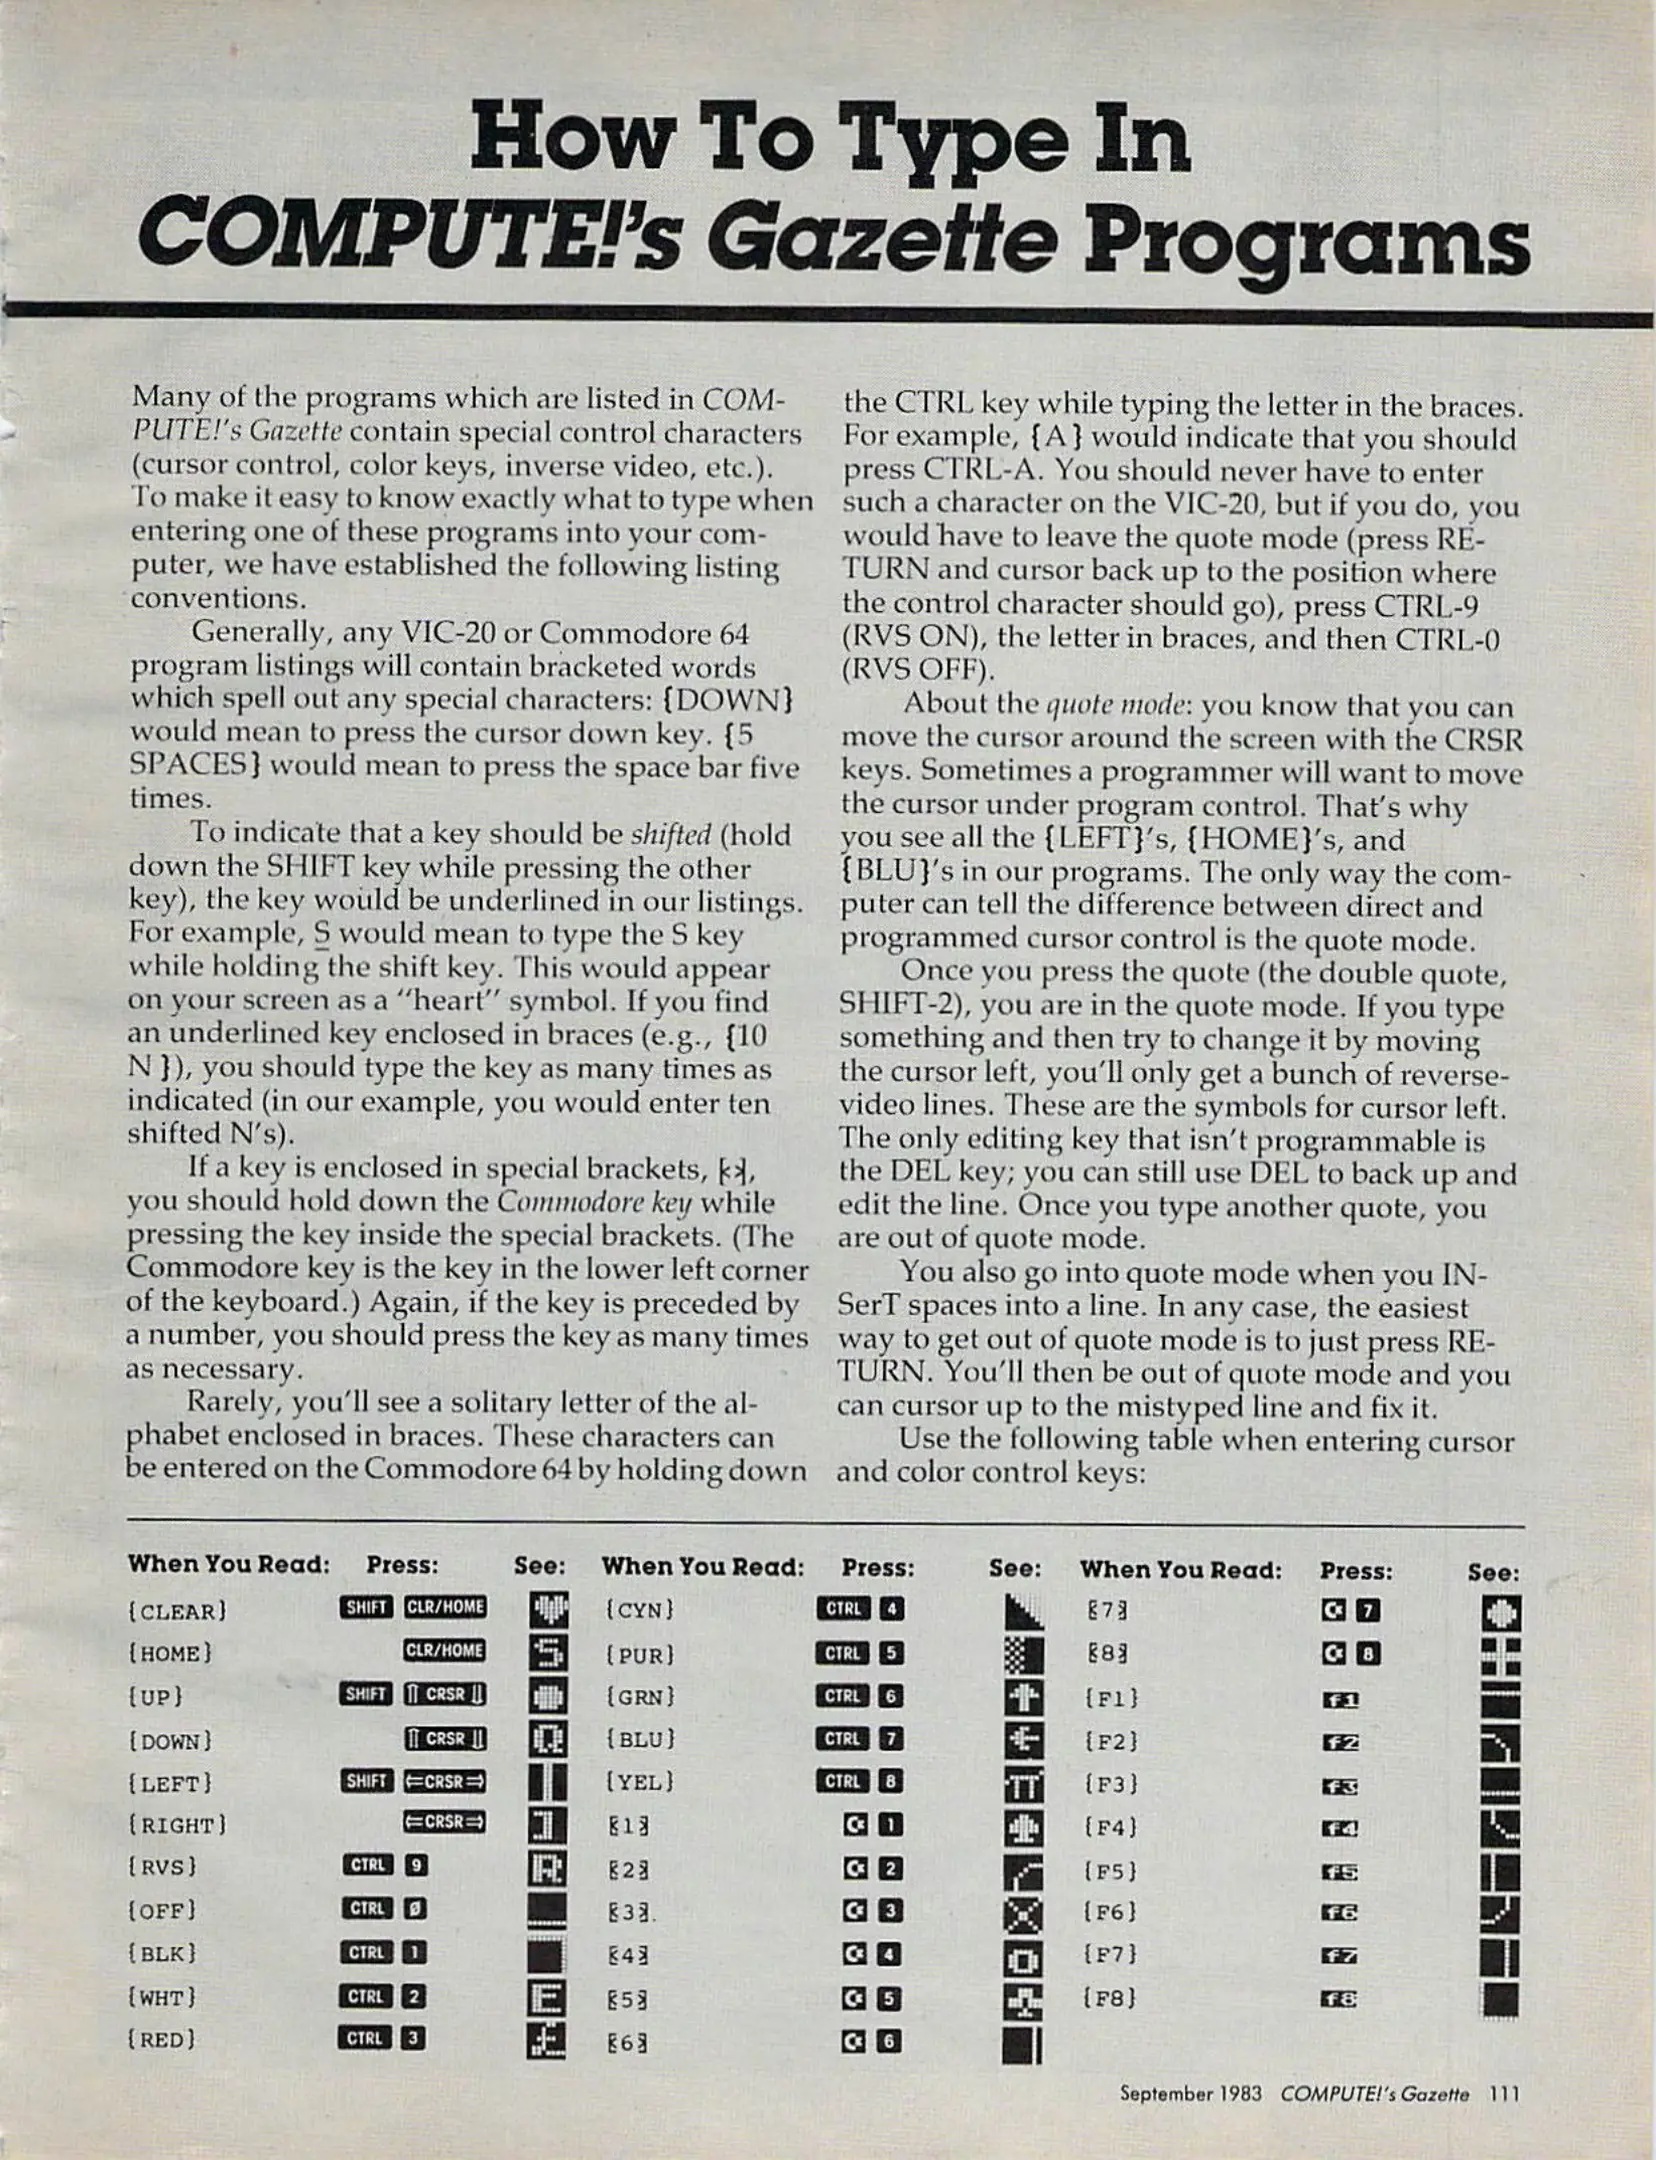 How To Type In
COMPUTE!'s Gazette Programs
Many of the programs which are listed in COM-
PUTE!'s Gazette contain special control characters
(cursor control, color keys, inverse video, etc.).
To make it easy to know exactly what to type when
entering one of these programs into your com-
puter, we have established the following listing
conventions.
Generally, any VIC-20 or Commodore 64
program listings will contain bracketed words
which spell out any special characters: {DOWN}
would mean to press the cursor down key. {5
SPACES} would mean to press the space bar five
times.
To indicate that a key should be shifted (hold
down the SHIFT key while pressing the other
key), the key would be underlined in our listings.
For example, S would mean to type the S key
while holding the shift key. This would appear
on your screen as a "heart" symbol. If you find
an underlined key enclosed in braces (e.g., {10
N }), you should type the key as many times as
indicated (in our example, you would enter ten
shifted N's).
If a key is enclosed in special brackets, [< >],
you should hold down the Commodore key while
pressing the key inside the special brackets. (The
Commodore key is the key in the lower left corner
of the keyboard.) Again, if the key is preceded by
a number, you should press the key as many times
as necessary.
Rarely, you'll see a solitary letter of the al-
phabet enclosed in braces. These characters can
be entered on the Commodore 64 by holding down
the CTRL key while typing the letter in the braces.
For example, {A} would indicate that you should
press CTRL-A. You should never have to enter
such a character on the VIC-20, but if you do, you
would have to leave the quote mode (press RE-
TURN and cursor back up to the position where
the control character should go), press CTRL-9
(RVS ON), the letter in braces, and then CTRL-0
(RVS OFF).
About the quote mode: you know that you can
move the cursor around the screen with the CRSR
keys. Sometimes a programmer will want to move
the cursor under program control. That's why
you see all the {LEFT}'s, {HOME}'s, and
{BLU}'s in our programs. The only way the com-
puter can tell the difference between direct and
programmed cursor control is the quote mode.
Once you press the quote (the double quote,
SHIFT-2), you are in the quote mode. If you type
something and then try to change it by moving
the cursor left, you'll only get a bunch of reverse-
video lines. These are the symbols for cursor left.
The only editing key that isn't programmable is
the DEL key; you can still use DEL to back up and
edit the line. Once you type another quote, you
are out of quote mode.
You also go into quote mode when you IN-
SerT spaces into a line. In any case, the easiest
way to get out of quote mode is to just press RE-
TURN. You'll then be out of quote mode and you
can cursor up to the mistyped line and fix it.
Use the following table when entering cursor
and color control keys:
When You Read: Press: See: When You Read: Press: See: When You Read: Press: See:
{CLEAR} SHIFT CLR/HOME ♥ {CYN} CTRL 4 ◥ [<7>] C= 7
{HOME} CLR/HOME S {PUR} CTRL 5 [<8>] C= 8
{UP} SHIFT ⇑ CRSR ⇓ ● {GRN} CTRL 6 ↑ {F1} f1
{DOWN} ⇑ CRSR ⇓ Q {BLU} CTRL 7 ← {F2} f2
{LEFT} SHIFT ⇐CRSR⇒ {YEL} CTRL 8 π {F3} f3
{RIGHT} ⇐CRSR⇒ ] [<1>] C= 1 ♠ {F4} f4
{RVS} CTRL 9 R [<2>] C= 2 {F5} f5
{OFF} CTRL 0 [<3>] C= 3 {F6} f6
{BLK} CTRL 1 [<4>] C= 4 {F7} f7
{WHT} CTRL 2 E [<5>] C= 5 ♣ {F8} f8
{RED} CTRL 3 £ [<6>] C= 6
September 1983 COMPUTE!'s Gazette 111